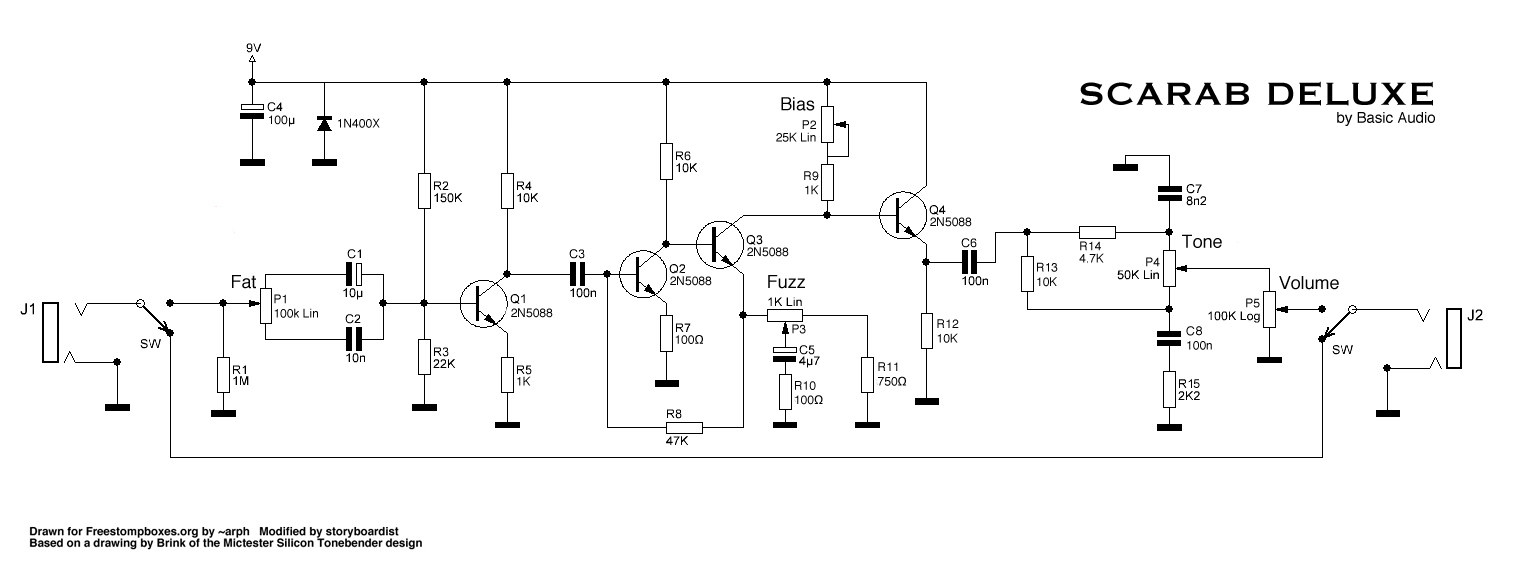 9V
SCARAB DELUXE
by Basic Audio
C4
100µ
1N400X
Bias
P2
25K Lin
R6
10K
R9
1K
R2
150K
R4
10K
C7
8n2
Q4
2N5088
Q3
2N5088
R14
4.7K
Tone
C1
10µ
C3
100n
Q2
2N5088
C6
100n
R13
10K
P4
50K Lin
Fat
P1
100k Lin
Fuzz
1K Lin
P3
Volume
P5
100K Log
J1
Q1
2N5088
J2
SW
C2
10n
R7
100Ω
R12
10K
C8
100n
SW
R1
1M
R3
22K
R5
1K
C5
4µ7
R10
100Ω
R11
750Ω
R15
2K2
R8
47K
Drawn for Freestompboxes.org by ~arph Modified by storyboardist
Based on a drawing by Brink of the Mictester Silicon Tonebender design